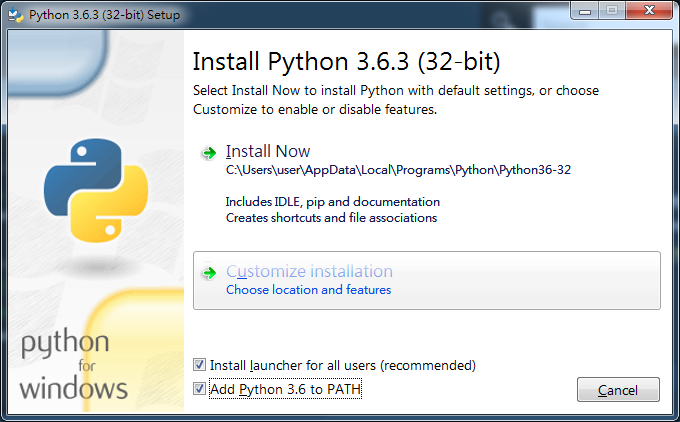 Python 3.6.3 (32-bit) Setup
Install Python 3.6.3 (32-bit)
Select Install Now to install Python with default settings, or choose
Customize to enable or disable features.
Install Now
C:\Users\user\AppData\Local\Programs\Python\Python36-32
Includes IDLE, pip and documentation
Creates shortcuts and file associations
Customize installation
Choose location and features
python
for
windows
Install launcher for all users (recommended)
Add Python 3.6 to PATH
Cancel